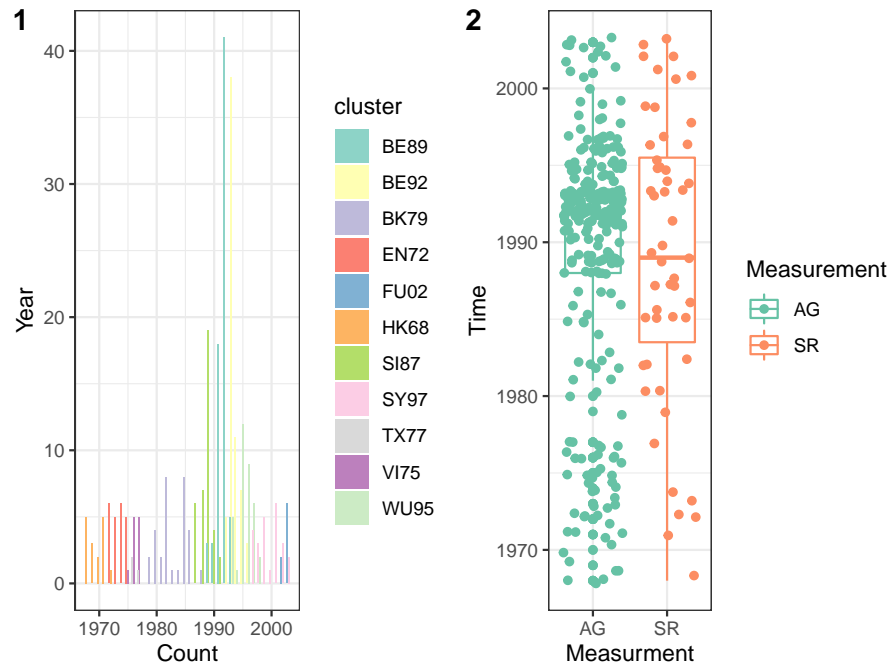 1
40
30
20
10
0
Year
1970 1980 1990 2000
Count
cluster
BE89
BE92
BK79
EN72
FU02
HK68
SI87
SY97
TX77
VI75
WU95
2
2000
1990
1980
1970
Time
AG SR
Measurment
Measurement
AG
SR